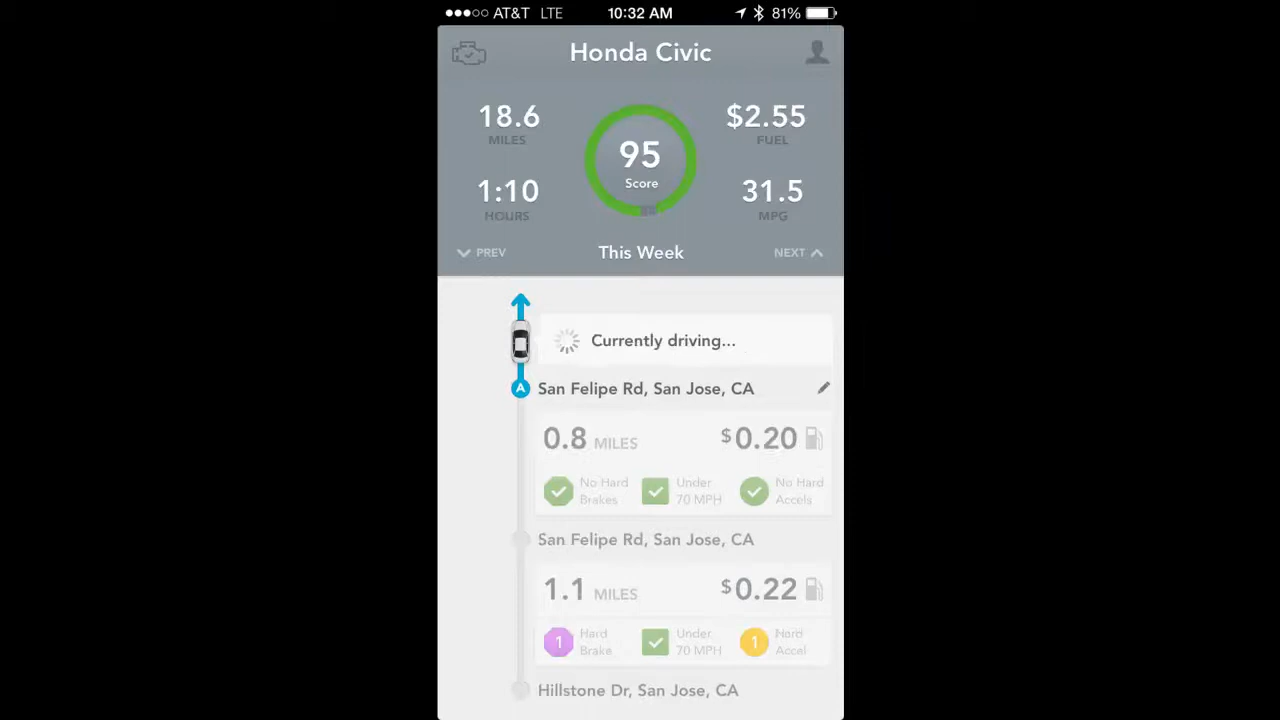 AT&T LTE 10:32 AM 81%
Honda Civic
18.6 $2.55
MILES FUEL
95
Score
1:10 31.5
HOURS MPG
PREV This Week NEXT
Currently driving...
A San Felipe Rd, San Jose, CA
0.8 MILES $0.20
No Hard Under No Hard
Brakes 70 MPH Accels
San Felipe Rd, San Jose, CA
1.1 MILES $0.22
1 Hard Under 1 Hard
Brake 70 MPH Accel
Hillstone Dr, San Jose, CA